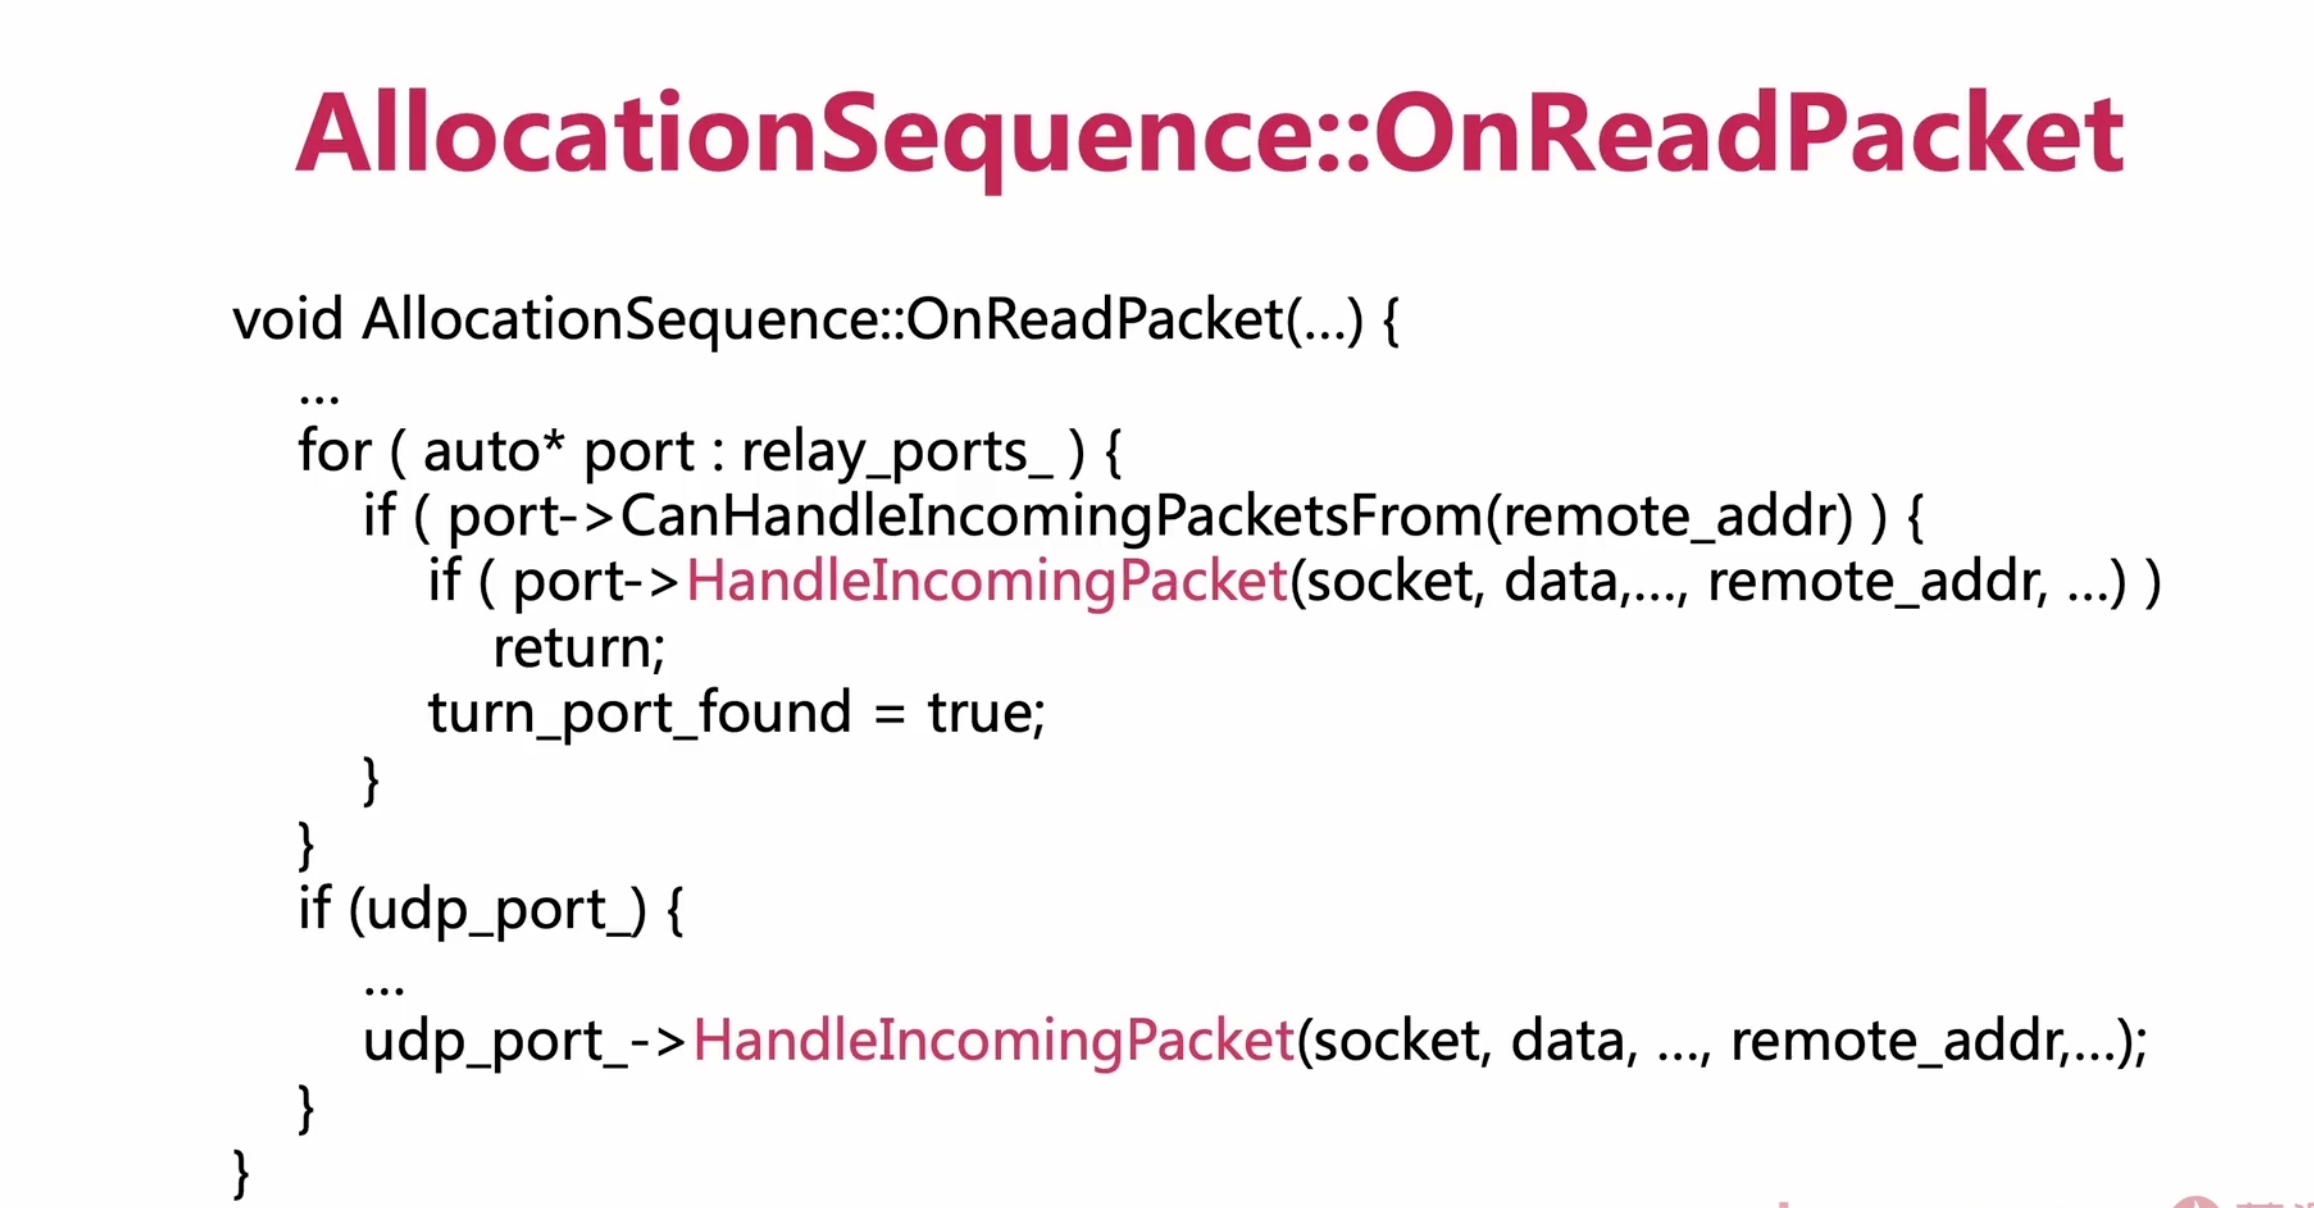 AllocationSequence::OnReadPacket
void AllocationSequence::OnReadPacket(...) {
...
for ( auto* port : relay_ports_ ) {
if ( port->CanHandleIncomingPacketsFrom(remote_addr) ) {
if ( port->HandleIncomingPacket(socket, data,..., remote_addr, ...) )
return;
turn_port_found = true;
}
}
if (udp_port_) {
...
udp_port_->HandleIncomingPacket(socket, data, ..., remote_addr,...);
}
}